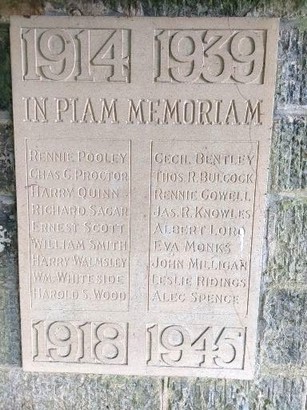 1914 1939
IN PIAM MEMORIAM
RENNIE POOLEY
CHAS. G. PROCTOR
HARRY QUINN
RICHARD SAGAR
ERNEST SCOTT
WILLIAM SMITH
HARRY WALMSLEY
WM. WHITESIDE
HAROLD S. WOOD
CECIL BENTLEY
THOS. R. BULCOCK
RENNIE COWELL
JAS. R. KNOWLES
ALBERT LORD
EVA MONKS
JOHN MILLIGAN
LESLIE RIDINGS
ALEC SPENCE
1918 1945